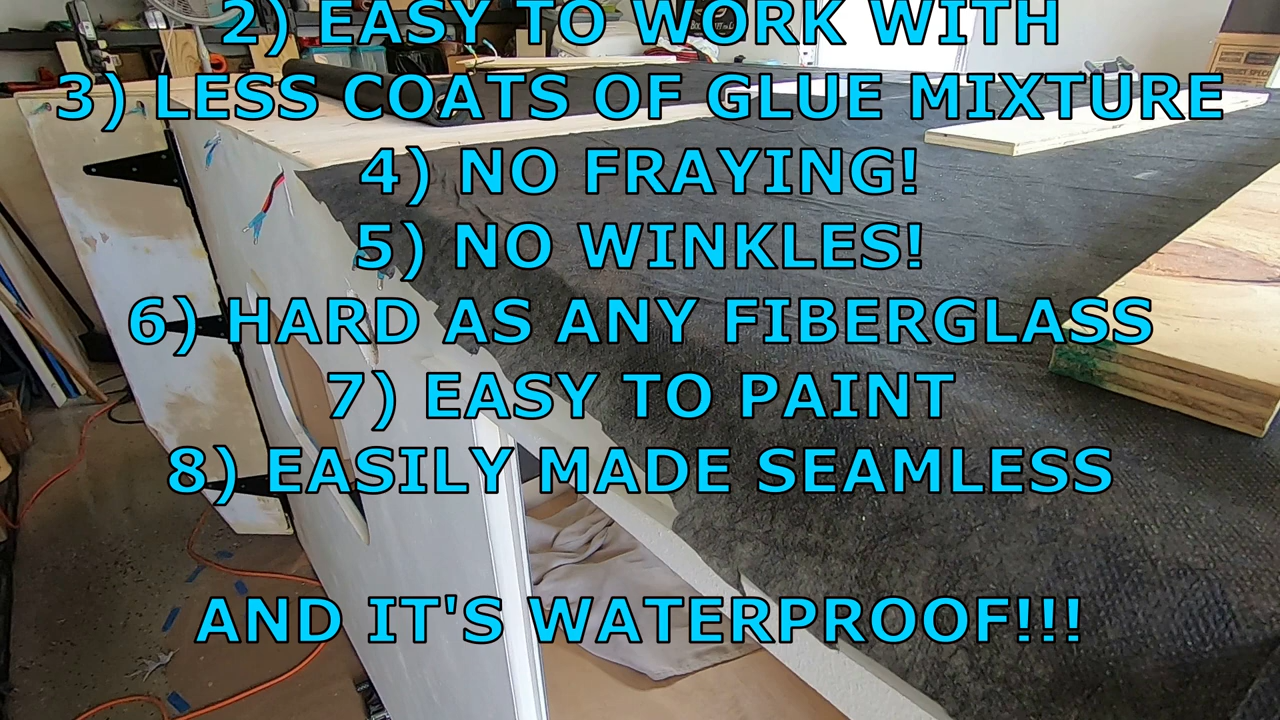 2) EASY TO WORK WITH
3) LESS COATS OF GLUE MIXTURE
4) NO FRAYING!
5) NO WINKLES!
6) HARD AS ANY FIBERGLASS
7) EASY TO PAINT
8) EASILY MADE SEAMLESS
AND IT'S WATERPROOF!!!